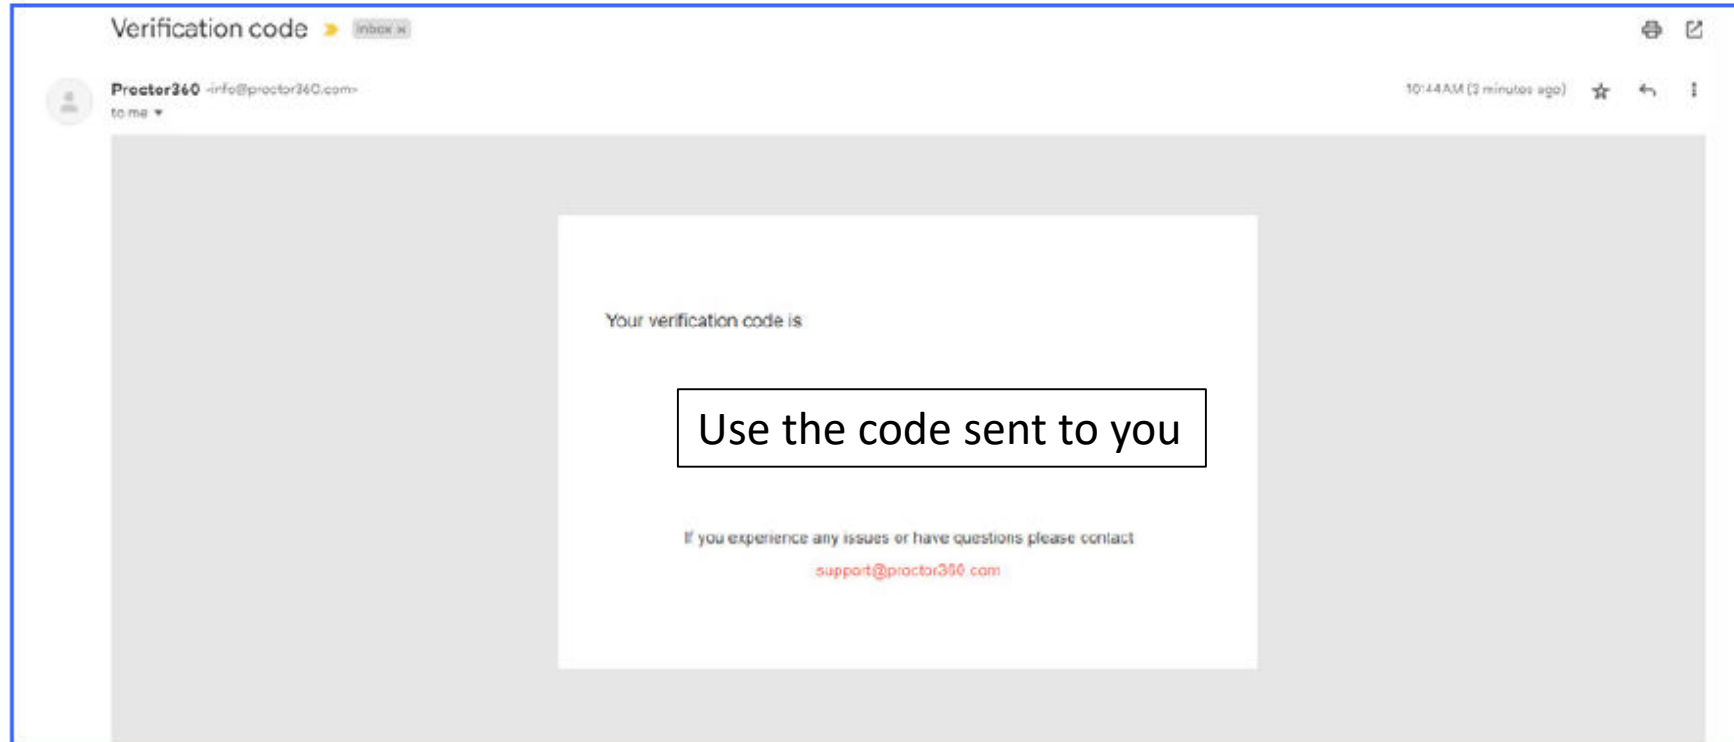 Verification code Inbox x
Proctor360 <info@proctor360.com>
10:44 AM (3 minutes ago)
to me
Your verification code is
Use the code sent to you
If you experience any issues or have questions please contact
support@proctor360.com